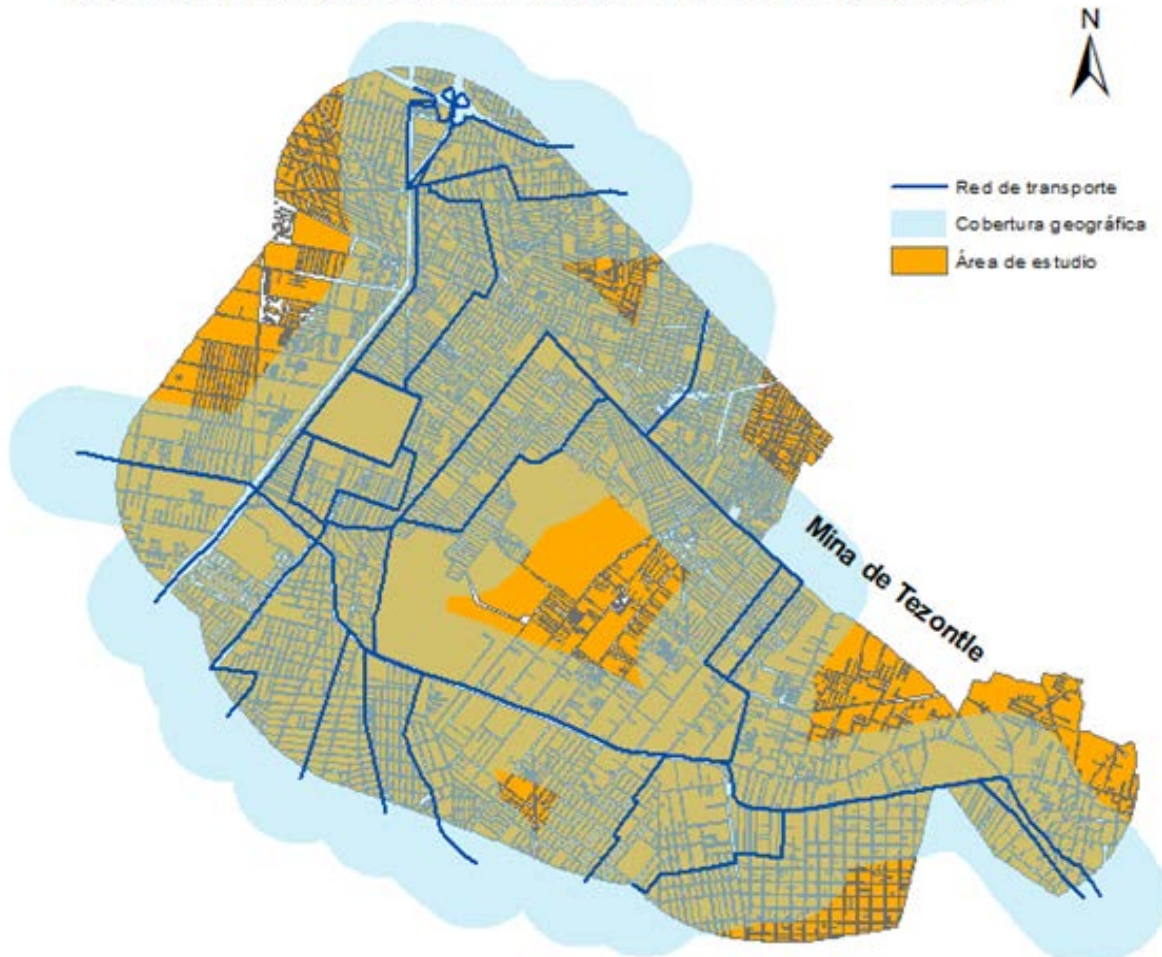 N
Red de transporte
Cobertura geográfica
Área de estudio
Mina de Tezontle